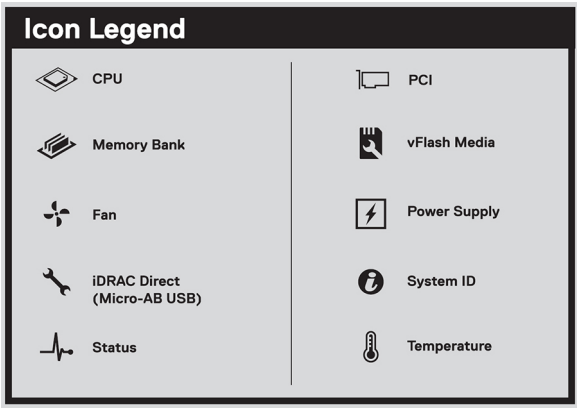 Icon Legend
CPU
Memory Bank
Fan
iDRAC Direct
(Micro-AB USB)
Status
PCI
vFlash Media
Power Supply
System ID
Temperature